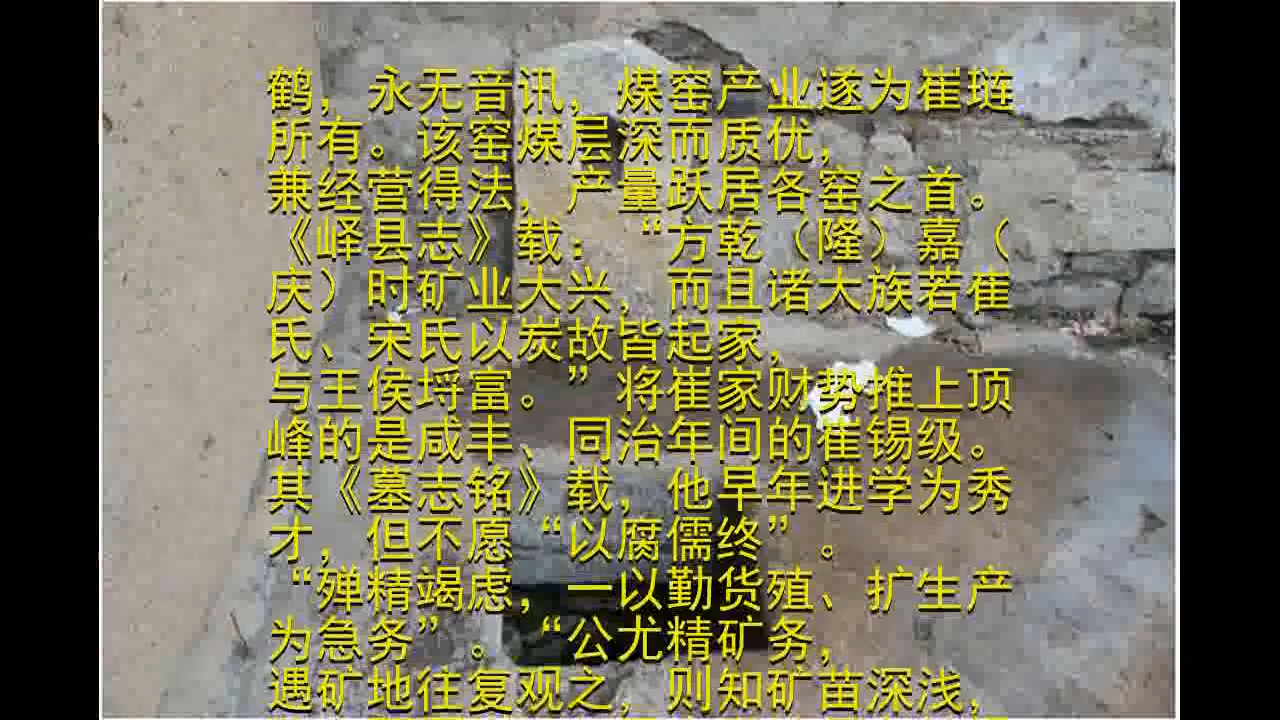 鹤，永无音讯，煤窑产业遂为崔琏
所有。该窑煤层深而质优，
兼经营得法，产量跃居各窑之首。
《峄县志》载：“方乾（隆）嘉（
庆）时矿业大兴，而且诸大族若崔
氏、宋氏以炭故皆起家，
与王侯埒富。”将崔家财势推上顶
峰的是咸丰、同治年间的崔锡级。
其《墓志铭》载，他早年进学为秀
才，但不愿“以腐儒终”。
“殚精竭虑，一以勤货殖、扩生产
为急务”。“公尤精矿务，
遇矿地往复观之，则知矿苗深浅，